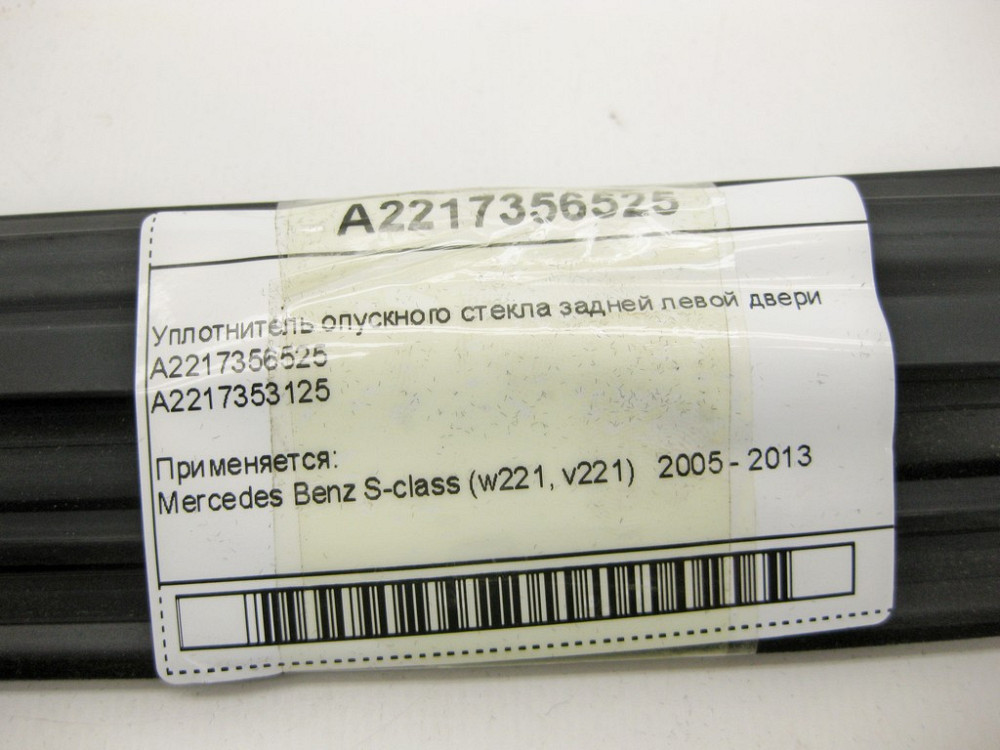 A2217356525
Уплотнитель опускного стекла задней левой двери
A2217356525
A2217353125
Применяется:
Mercedes Benz S-class (w221, v221) 2005 - 2013